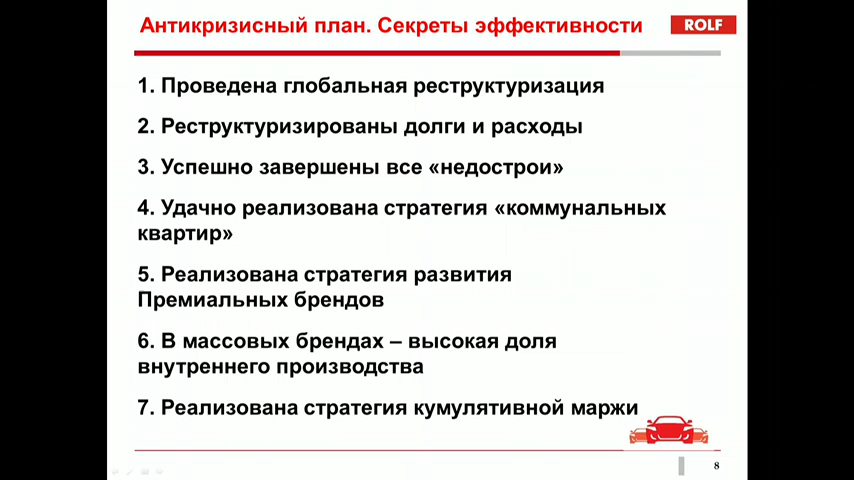 Антикризисный план. Секреты эффективности
ROLF
1. Проведена глобальная реструктуризация
2. Реструктуризированы долги и расходы
3. Успешно завершены все «недострои»
4. Удачно реализована стратегия «коммунальных
квартир»
5. Реализована стратегия развития
Премиальных брендов
6. В массовых брендах – высокая доля
внутреннего производства
7. Реализована стратегия кумулятивной маржи
8